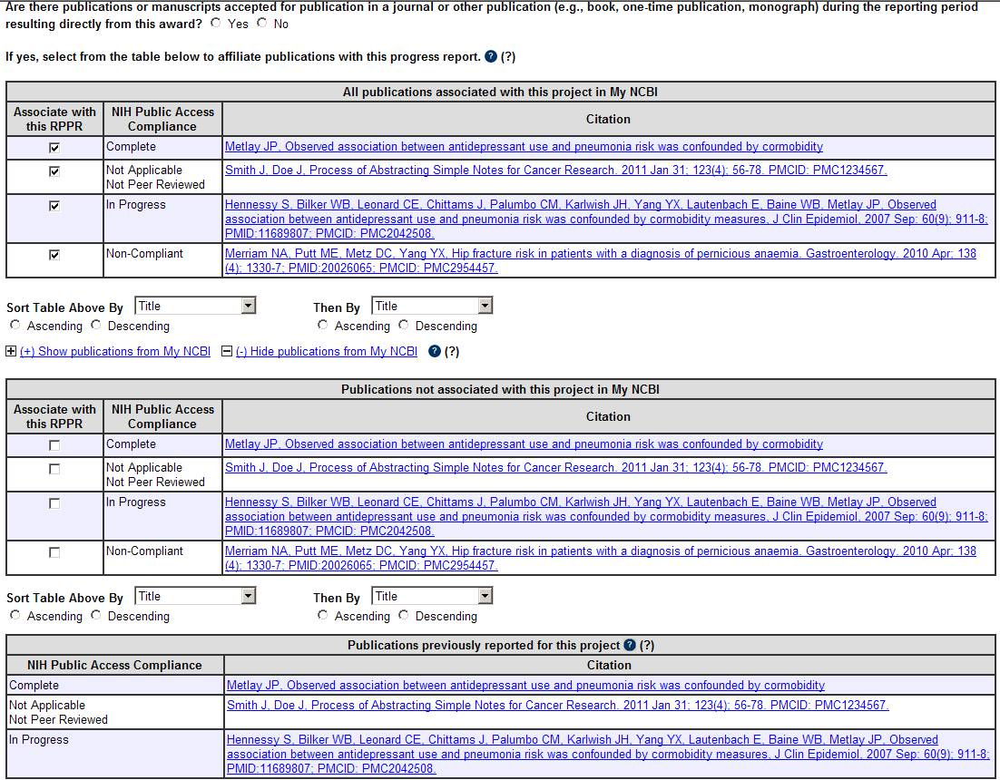 Are there publications or manuscripts accepted for publication in a journal or other publication (e.g., book, one-time publication, monograph) during the reporting period
resulting directly from this award? Yes No
If yes, select from the table below to affiliate publications with this progress report. ? (?)
All publications associated with this project in My NCBI
Associate with this RPPR NIH Public Access Compliance Citation
Complete Metlay JP, Observed association between antidepressant use and pneumonia risk was confounded by cormobidity
Not Applicable Smith J, Doe J, Process of Abstracting Simple Notes for Cancer Research. 2011 Jan 31; 123(4); 56-78. PMCID: PMC1234567.
Not Peer Reviewed
In Progress Hennessy S, Bilker WB, Leonard CE, Chittams J, Palumbo CM, Karlwish JH, Yang YX, Lautenbach E, Baine WB, Metlay JP, Observed
association between antidepressant use and pneumonia risk was confounded by cormobidity measures, J Clin Epidemiol, 2007 Sep: 60(9); 911-8;
PMID:11689807; PMCID: PMC2042508.
Non-Compliant Merriam NA, Putt ME, Metz DC, Yang YX, Hip fracture risk in patients with a diagnosis of pernicious anaemia. Gastroenterology. 2010 Apr; 138
(4); 1330-7; PMID:20026065; PMCID: PMC2954457.
Sort Table Above By Title Then By Title
Ascending Descending Ascending Descending
(+) Show publications from My NCBI (-) Hide publications from My NCBI ? (?)
Publications not associated with this project in My NCBI
Associate with this RPPR NIH Public Access Compliance Citation
Complete Metlay JP, Observed association between antidepressant use and pneumonia risk was confounded by cormobidity
Not Applicable Smith J, Doe J, Process of Abstracting Simple Notes for Cancer Research. 2011 Jan 31; 123(4); 56-78. PMCID: PMC1234567.
Not Peer Reviewed
In Progress Hennessy S, Bilker WB, Leonard CE, Chittams J, Palumbo CM, Karlwish JH, Yang YX, Lautenbach E, Baine WB, Metlay JP, Observed
association between antidepressant use and pneumonia risk was confounded by cormobidity measures, J Clin Epidemiol, 2007 Sep: 60(9); 911-8;
PMID:11689807; PMCID: PMC2042508.
Non-Compliant Merriam NA, Putt ME, Metz DC, Yang YX, Hip fracture risk in patients with a diagnosis of pernicious anaemia. Gastroenterology. 2010 Apr; 138
(4); 1330-7; PMID:20026065; PMCID: PMC2954457.
Sort Table Above By Title Then By Title
Ascending Descending Ascending Descending
Publications previously reported for this project ? (?)
NIH Public Access Compliance Citation
Complete Metlay JP, Observed association between antidepressant use and pneumonia risk was confounded by cormobidity
Not Applicable Smith J, Doe J, Process of Abstracting Simple Notes for Cancer Research. 2011 Jan 31; 123(4); 56-78. PMCID: PMC1234567.
Not Peer Reviewed
In Progress Hennessy S, Bilker WB, Leonard CE, Chittams J, Palumbo CM, Karlwish JH, Yang YX, Lautenbach E, Baine WB, Metlay JP, Observed
association between antidepressant use and pneumonia risk was confounded by cormobidity measures, J Clin Epidemiol, 2007 Sep: 60(9); 911-8;
PMID:11689807; PMCID: PMC2042508.